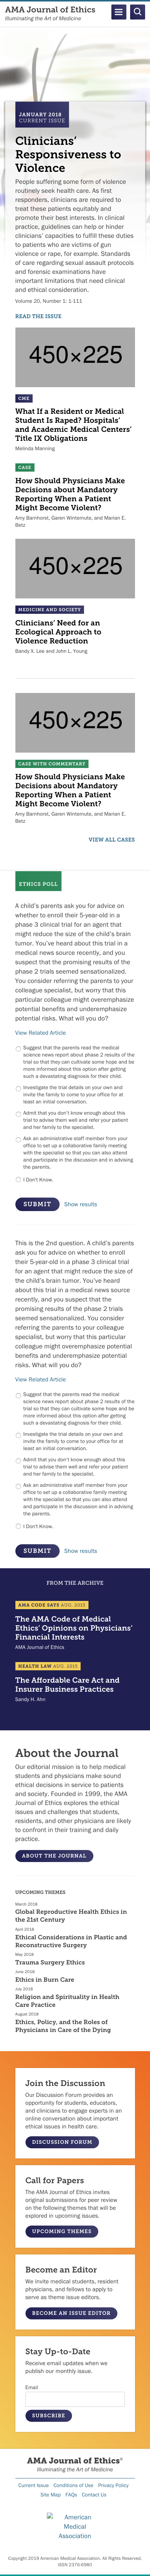 AMA Journal of Ethics
Illuminating the Art of Medicine
JANUARY 2018
CURRENT ISSUE
Clinicians’
Responsiveness to
Violence
People suffering some form of violence
routinely seek health care. As first
responders, clinicians are required to
treat these patients equitably and
promote their best interests. In clinical
practice, guidelines can help or hinder
clinicians’ capacities to fulfill these duties
to patients who are victims of gun
violence or rape, for example. Standards
of care regarding sexual assault protocols
and forensic examinations are also
important intentions that need clinical
and ethical consideration.
Volume 20, Number 1: 1-111
READ THE ISSUE
450×225
CME
What If a Resident or Medical
Student Is Raped? Hospitals’
and Academic Medical Centers’
Title IX Obligations
Melinda Manning
CASE
How Should Physicians Make
Decisions about Mandatory
Reporting When a Patient
Might Become Violent?
Amy Barnhorst, Garen Wintemute, and Marian E.
Betz
450×225
MEDICINE AND SOCIETY
Clinicians’ Need for an
Ecological Approach to
Violence Reduction
Bandy X. Lee and John L. Young
450×225
CASE WITH COMMENTARY
How Should Physicians Make
Decisions about Mandatory
Reporting When a Patient
Might Become Violent?
Amy Barnhorst, Garen Wintemute, and Marian E.
Betz
VIEW ALL CASES
ETHICS POLL
A child’s parents ask you for advice on
whether to enroll their 5-year-old in a
phase 3 clinical trial for an agent that
might reduce the size of the child’s brain
tumor. You’ve heard about this trial in a
medical news source recently, and you
suspect that the promising results of the
phase 2 trials seemed overemphasized.
You consider referring the parents to your
colleague specialist, but worry that this
particular colleague might overemphasize
potential benefits and underemphasize
potential risks. What will you do?
View Related Article
Suggest that the parents read the medical
science news report about phase 2 results of the
trial so that they can cultivate some hope and be
more informed about this option after getting
such a devastating diagnosis for their child.
Investigate the trial details on your own and
invite the family to come to your office for at
least an initial conversation.
Admit that you don’t know enough about this
trial to advise them well and refer your patient
and her family to the specialist.
Ask an administrative staff member from your
office to set up a collaborative family meeting
with the specialist so that you can also attend
and participate in the discussion and in advising
the parents.
I Don't Know.
SUBMIT Show results
This is the 2nd question. A child’s parents
ask you for advice on whether to enroll
their 5-year-old in a phase 3 clinical trial
for an agent that might reduce the size of
the child’s brain tumor. You’ve heard
about this trial in a medical news source
recently, and you suspect that the
promising results of the phase 2 trials
seemed overemphasized. You consider
referring the parents to your colleague
specialist, but worry that this particular
colleague might overemphasize potential
benefits and underemphasize potential
risks. What will you do?
View Related Article
Suggest that the parents read the medical
science news report about phase 2 results of the
trial so that they can cultivate some hope and be
more informed about this option after getting
such a devastating diagnosis for their child.
Investigate the trial details on your own and
invite the family to come to your office for at
least an initial conversation.
Admit that you don’t know enough about this
trial to advise them well and refer your patient
and her family to the specialist.
Ask an administrative staff member from your
office to set up a collaborative family meeting
with the specialist so that you can also attend
and participate in the discussion and in advising
the parents.
I Don't Know.
SUBMIT Show results
FROM THE ARCHIVE
AMA CODE SAYS AUG. 2015
The AMA Code of Medical
Ethics’ Opinions on Physicians’
Financial Interests
AMA Journal of Ethics
HEALTH LAW AUG. 2015
The Affordable Care Act and
Insurer Business Practices
Sandy H. Ahn
About the Journal
Our editorial mission is to help medical
students and physicians make sound
ethical decisions in service to patients
and society. Founded in 1999, the AMA
Journal of Ethics explores the ethical
issues and challenges that students,
residents, and other physicians are likely
to confront in their training and daily
practice.
ABOUT THE JOURNAL
UPCOMING THEMES
March 2018
Global Reproductive Health Ethics in
the 21st Century
April 2018
Ethical Considerations in Plastic and
Reconstructive Surgery
May 2018
Trauma Surgery Ethics
June 2018
Ethics in Burn Care
July 2018
Religion and Spirituality in Health
Care Practice
August 2018
Ethics, Policy, and the Roles of
Physicians in Care of the Dying
Join the Discussion
Our Discussion Forum provides an
opportunity for students, educators,
and clinicians to engage experts in an
online conversation about important
ethical issues in health care.
DISCUSSION FORUM
Call for Papers
The AMA Journal of Ethics invites
original submissions for peer review
on the following themes that will be
explored in upcoming issues.
UPCOMING THEMES
Become an Editor
We invite medical students, resident
physicians, and fellows to apply to
serve as theme issue editors.
BECOME AN ISSUE EDITOR
Stay Up-to-Date
Receive email updates when we
publish our monthly issue.
Email
SUBSCRIBE
AMA Journal of Ethics®
Illuminating the Art of Medicine
Current Issue Conditions of Use Privacy Policy
Site Map FAQs Contact Us
American
Medical
Association
Copyright 2018 American Medical Association. All Rights Reserved.
ISSN 2376-6980